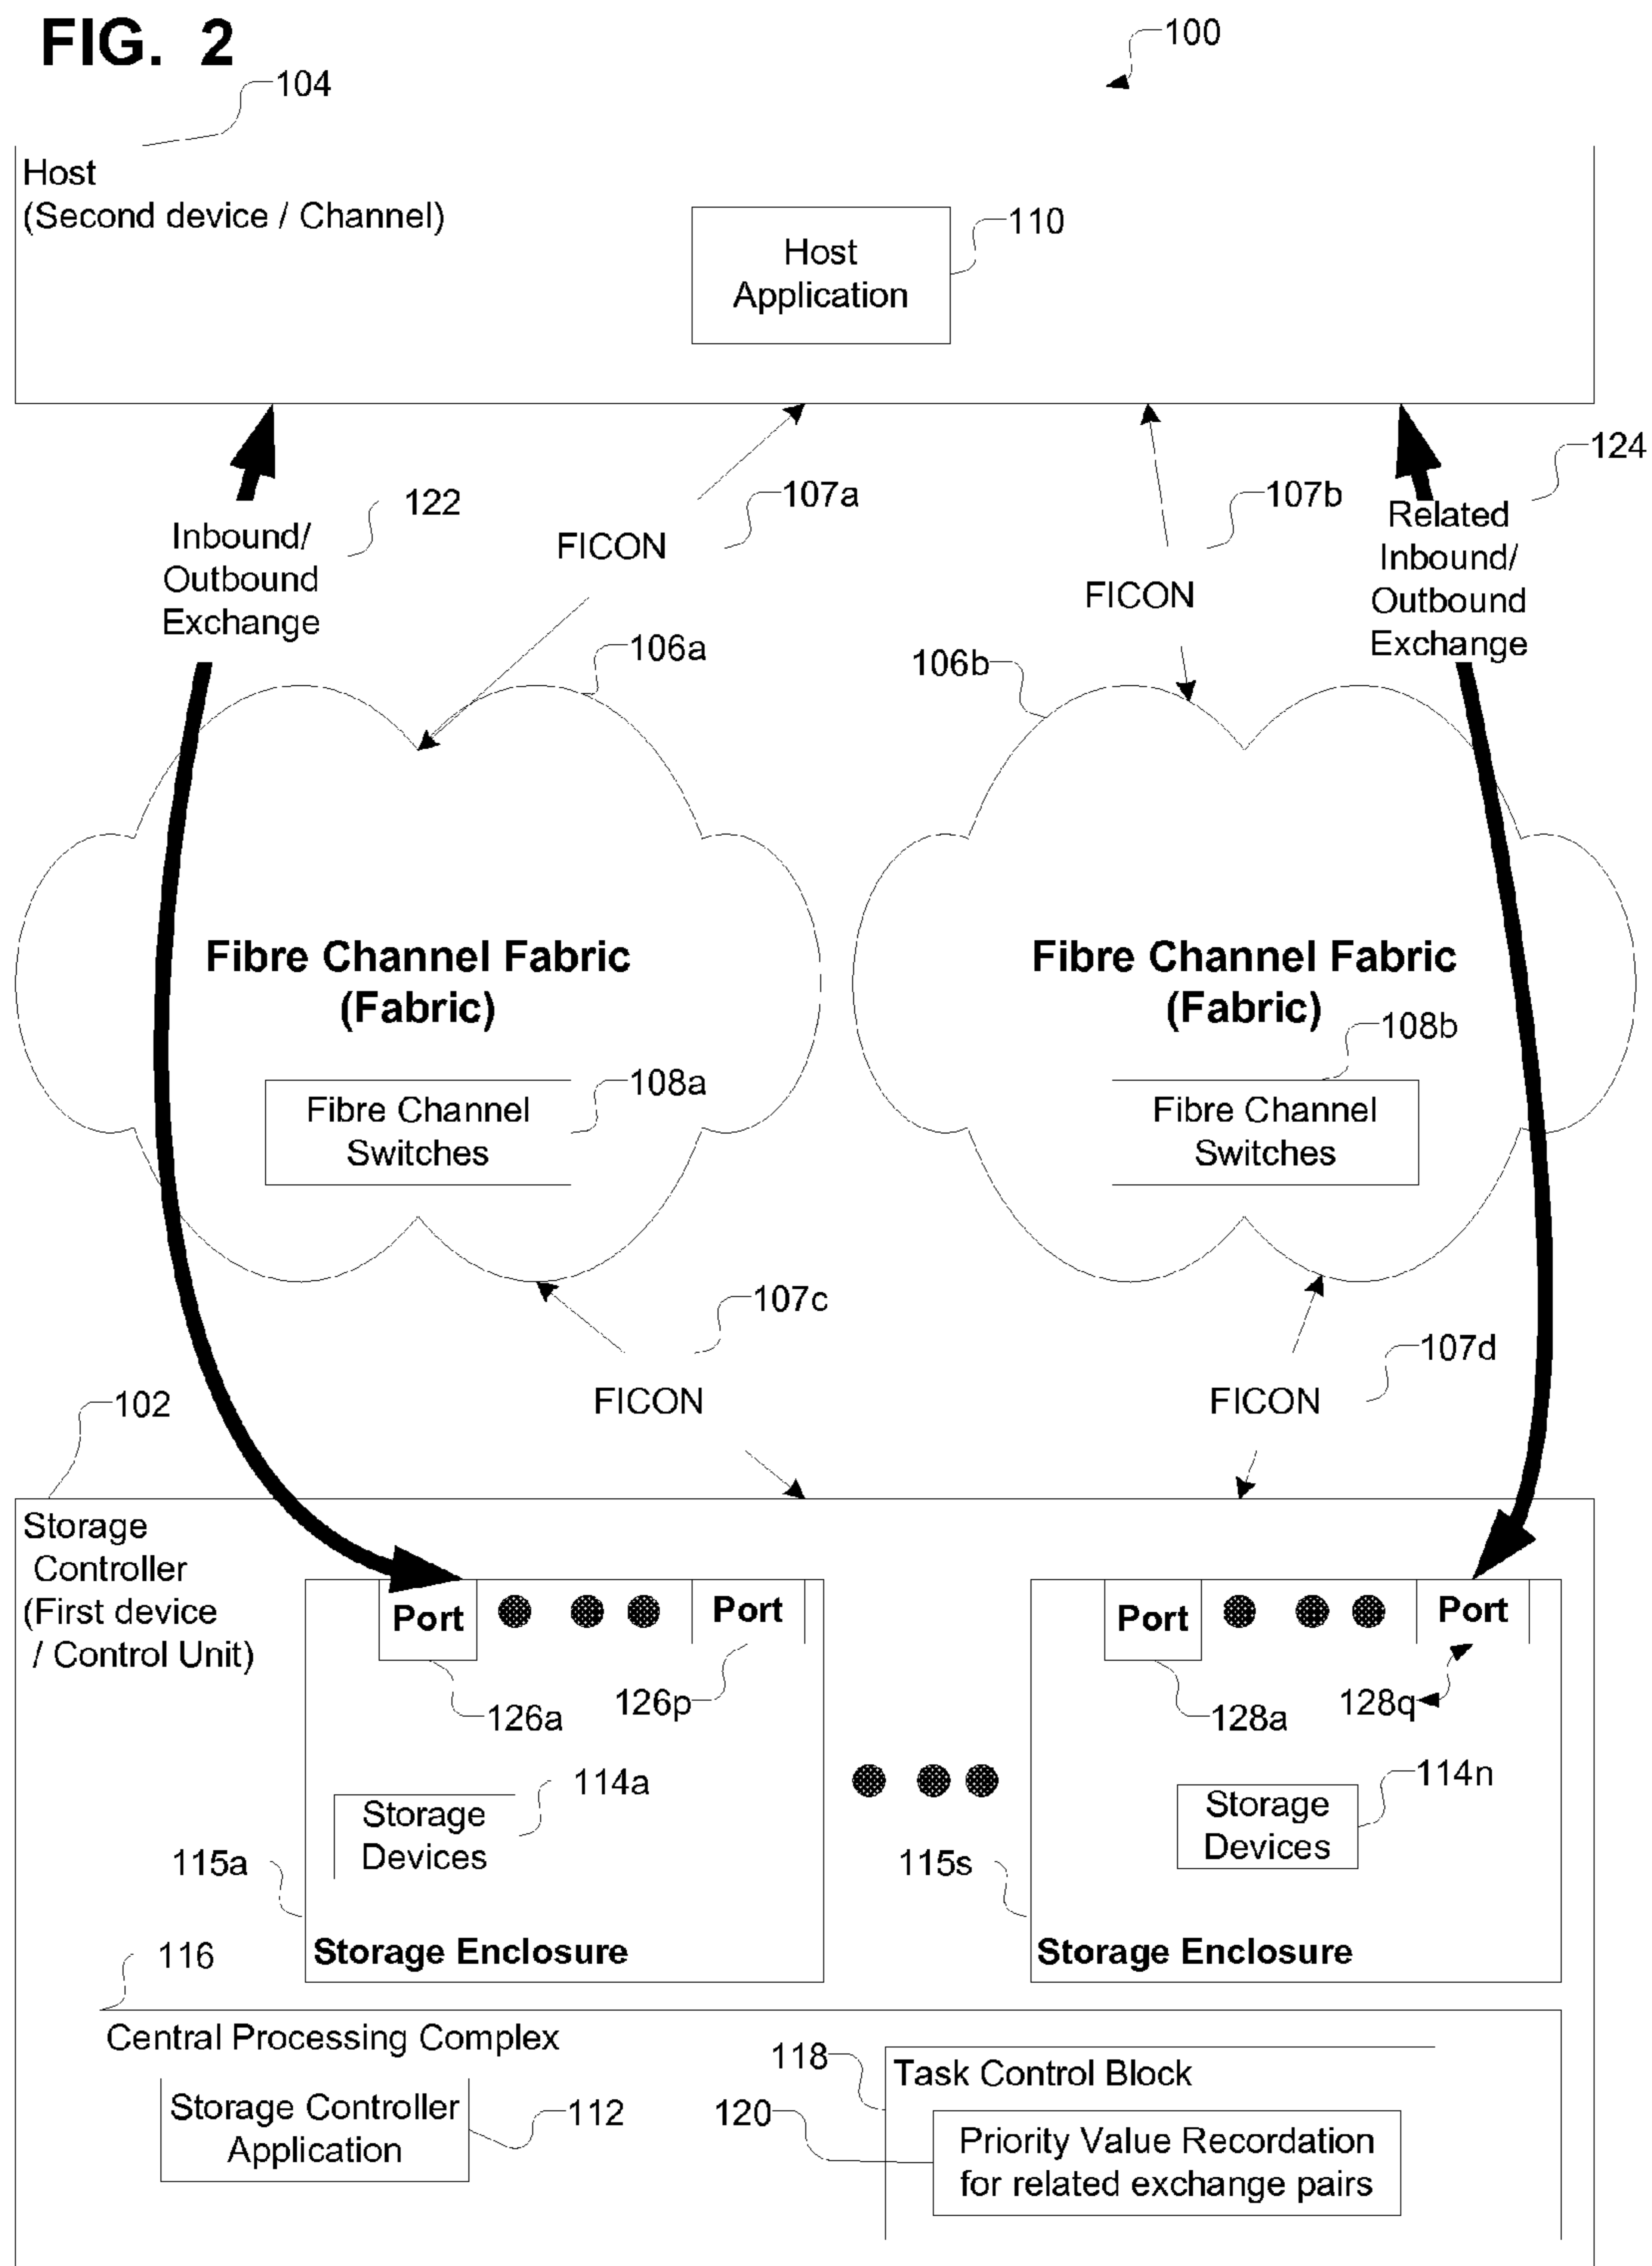 FIG. 2
100
104
Host
(Second device / Channel)
Host
Application
110
122
Inbound/
Outbound
Exchange
107a
FICON
107b
FICON
124
Related
Inbound/
Outbound
Exchange
106a
106b
Fibre Channel Fabric
(Fabric)
Fibre Channel Fabric
(Fabric)
108a
108b
Fibre Channel
Switches
Fibre Channel
Switches
107c
FICON
107d
FICON
102
Storage
Controller
(First device
/ Control Unit)
Port
Port
Port
Port
126a
126p
128a
128q
114a
Storage
Devices
114n
Storage
Devices
115a
115s
Storage Enclosure
Storage Enclosure
116
Central Processing Complex
Storage Controller
Application
112
118
Task Control Block
120
Priority Value Recordation
for related exchange pairs